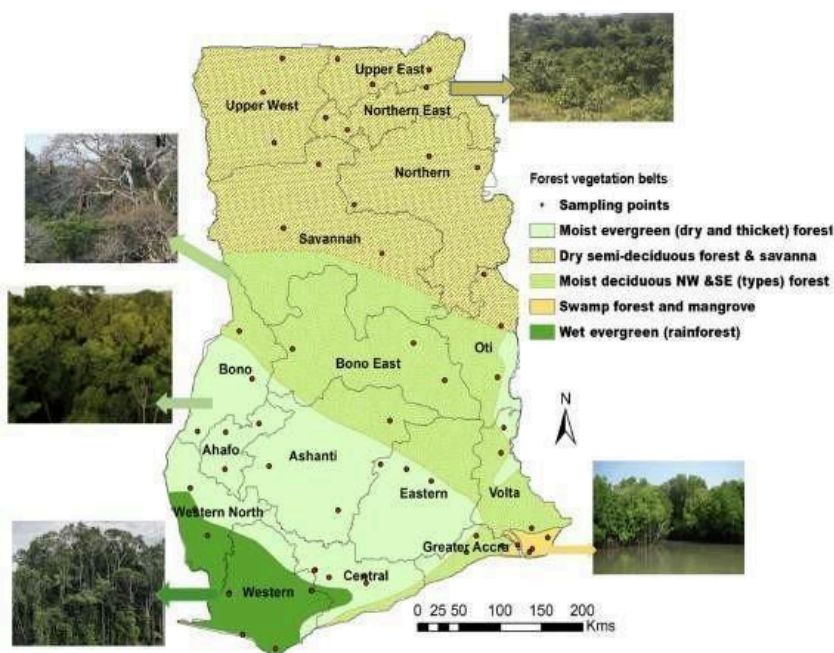 Upper East
Upper West
Northern East
Northern
Savannah
Forest vegetation belts
Sampling points
Moist evergreen (dry and thicket) forest
Dry semi-deciduous forest & savanna
Moist deciduous NW &SE (types) forest
Swamp forest and mangrove
Wet evergreen (rainforest)
Oti
Bono East
Bono
N
Ahafo
Ashanti
Eastern
Volta
Western North
Greater Accra
Central
Western
0 25 50 100 150 200
Kms